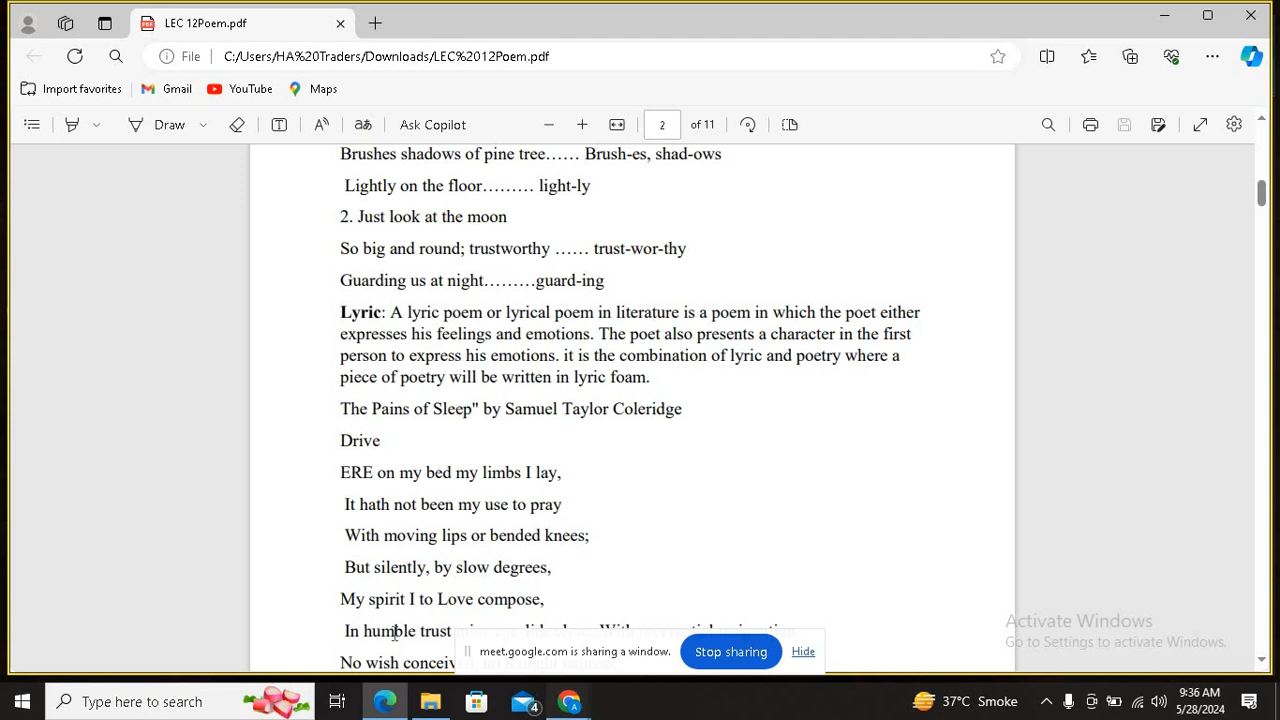 LEC 12Poem.pdf
File C:/Users/HA%20Traders/Downloads/LEC%2012Poem.pdf
Import favorites Gmail YouTube Maps
Draw Ask Copilot 2 of 11
Brushes shadows of pine tree…… Brush-es, shad-ows
Lightly on the floor……… light-ly
2. Just look at the moon
So big and round; trustworthy …… trust-wor-thy
Guarding us at night………guard-ing
Lyric: A lyric poem or lyrical poem in literature is a poem in which the poet either
expresses his feelings and emotions. The poet also presents a character in the first
person to express his emotions. it is the combination of lyric and poetry where a
piece of poetry will be written in lyric foam.
The Pains of Sleep" by Samuel Taylor Coleridge
Drive
ERE on my bed my limbs I lay,
It hath not been my use to pray
With moving lips or bended knees;
But silently, by slow degrees,
My spirit I to Love compose,
In humble trust
No wish
meet.google.com is sharing a window. Stop sharing Hide
Activate Windows
Go to Settings to activate Windows.
Type here to search 4 37°C Smoke 9:36 AM
5/28/2024